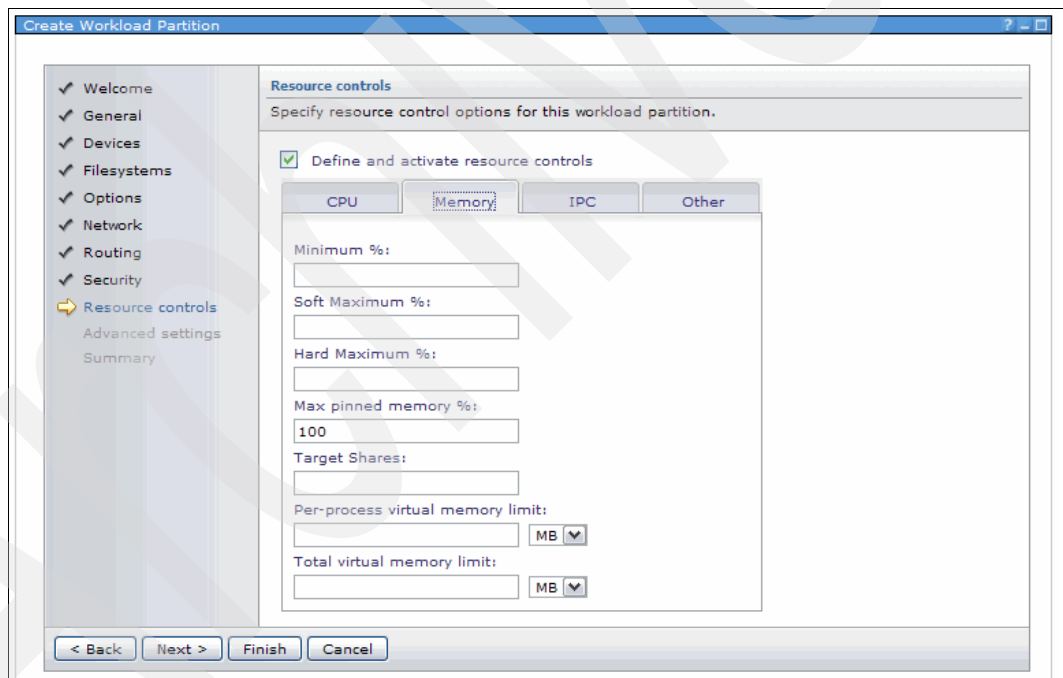 Create Workload Partition
? – □
Welcome
General
Devices
Filesystems
Options
Network
Routing
Security
Resource controls
Advanced settings
Summary
Resource controls
Specify resource control options for this workload partition.
Define and activate resource controls
CPU Memory IPC Other
Minimum %:
Soft Maximum %:
Hard Maximum %:
Max pinned memory %:
100
Target Shares:
Per-process virtual memory limit:
MB
Total virtual memory limit:
MB
< Back Next > Finish Cancel